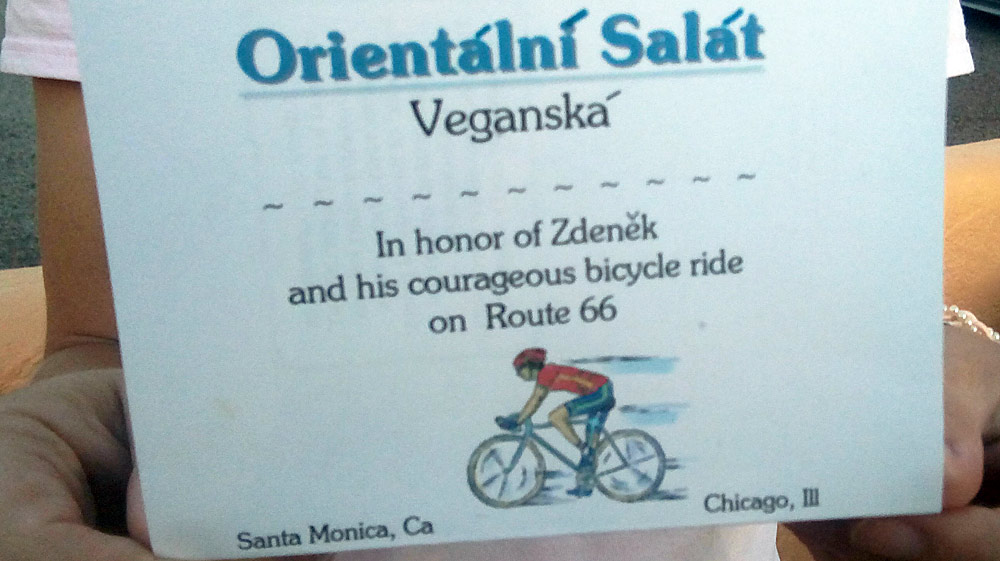 Orientální Salát
Veganská
~ ~ ~ ~ ~ ~ ~ ~ ~ ~ ~
In honor of Zdeněk
and his courageous bicycle ride
on Route 66
Santa Monica, Ca
Chicago, Ill